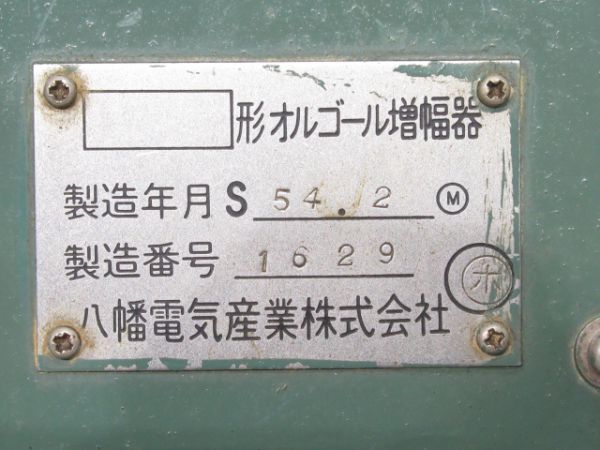 形オルゴール増幅器
製造年月 S 54.2 Ⓜ
製造番号 1629 ㋭
八幡電気産業株式会社